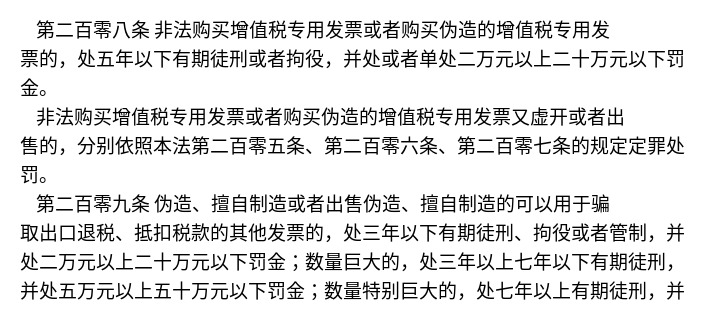 第二百零八条 非法购买增值税专用发票或者购买伪造的增值税专用发
票的，处五年以下有期徒刑或者拘役，并处或者单处二万元以上二十万元以下罚
金。
非法购买增值税专用发票或者购买伪造的增值税专用发票又虚开或者出
售的，分别依照本法第二百零五条、第二百零六条、第二百零七条的规定定罪处
罚。
第二百零九条 伪造、擅自制造或者出售伪造、擅自制造的可以用于骗
取出口退税、抵扣税款的其他发票的，处三年以下有期徒刑、拘役或者管制，并
处二万元以上二十万元以下罚金；数量巨大的，处三年以上七年以下有期徒刑，
并处五万元以上五十万元以下罚金；数量特别巨大的，处七年以上有期徒刑，并